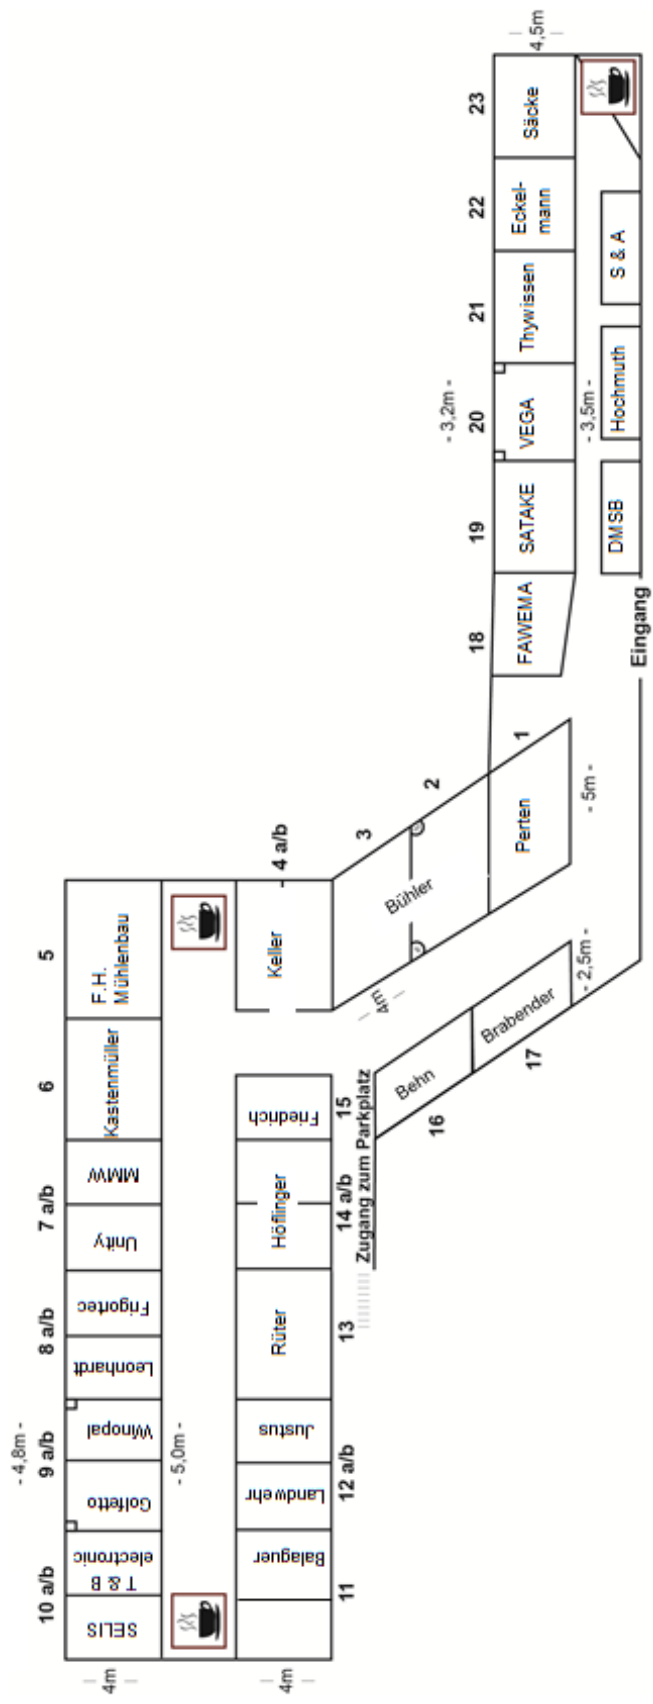 4,5m
23
Säcke
22
Eckel-
mann
S & A
21
Thywissen
- 3,2m -
20
VEGA
- 3,5m -
Hochmuth
19
SATAKE
DMSB
18
FAWEMA
Eingang
1
2
3
Perten
- 5m -
Bühler
4 a/b
Keller
4m
5
F.H.
Mühlenbau
- 2,5m -
Brabender
17
Behn
16
6
Kastenmüller
Friedrich
15
Zugang zum Parkplatz
7 a/b
MMW
Unity
Höflinger
14 a/b
8 a/b
Frigortec
Leonhardt
Rüter
13
- 4,8m -
9 a/b
Winopal
Golfetto
- 5,0m -
Justus
Landwehr
12 a/b
10 a/b
T & B
electronic
SELIS
Balaguer
11
4m
4m